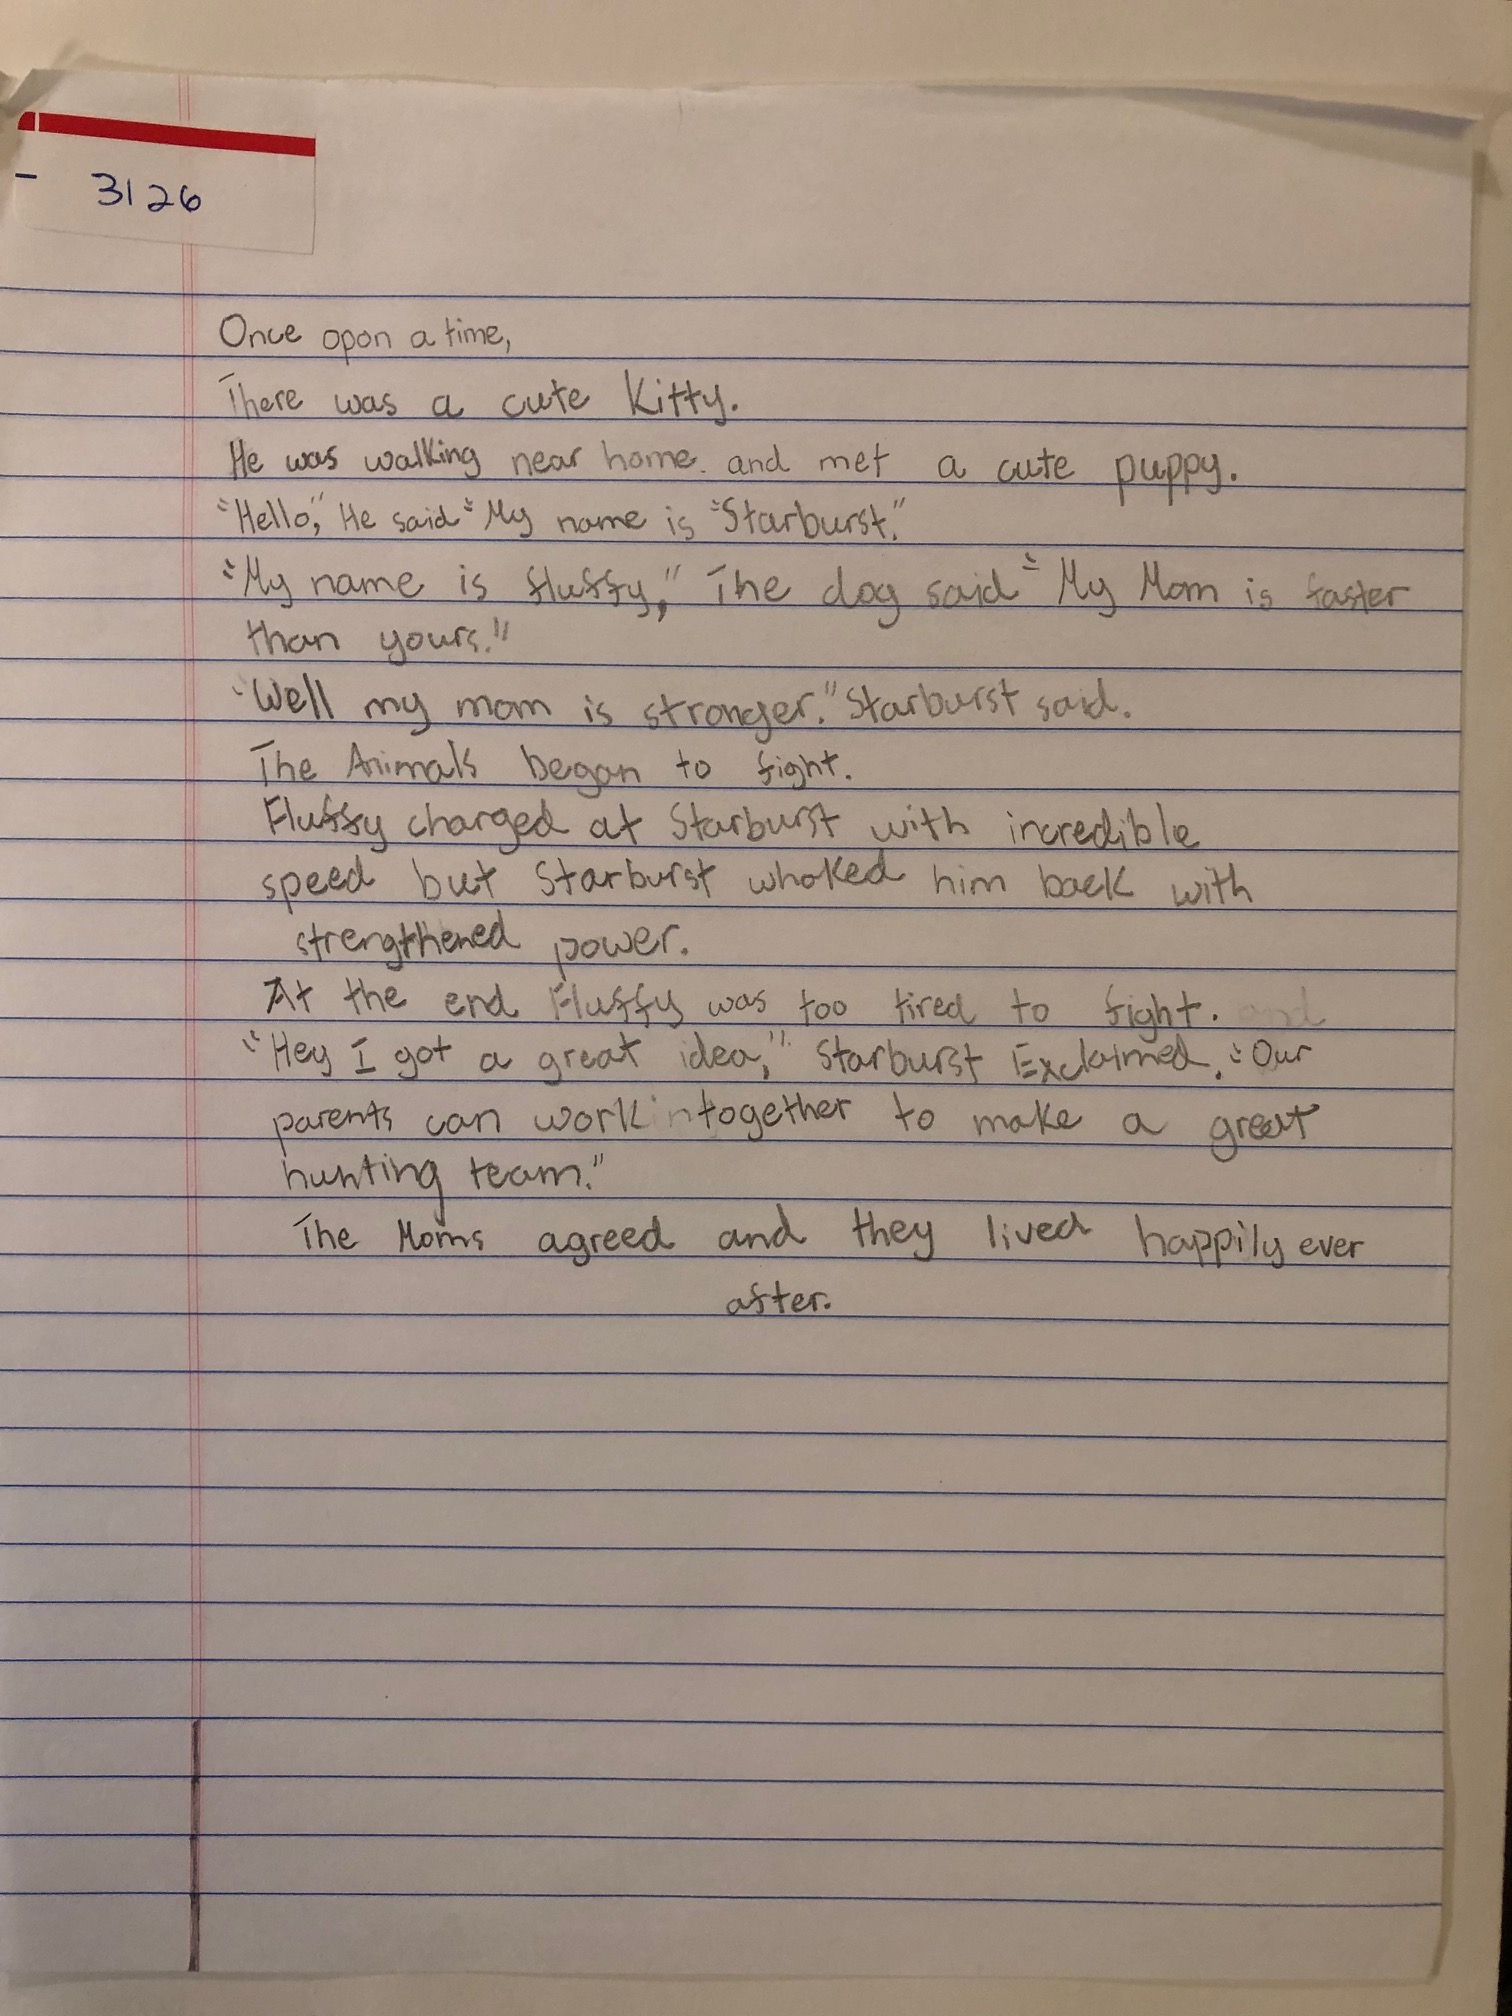 3126
Once opon a time,
There was a cute Kitty.
He was walking near home. and met a cute puppy.
"Hello," He said "My name is "Starburst."
"My name is fluffy," The dog said "My Mom is faster
than yours."
"Well my mom is stronger." Starburst said.
The Animals began to fight.
Fluffy charged at Starburst with incredible
speed but Starburst whaked him back with
strengthened power.
At the end Fluffy was too tired to fight. and
"Hey I got a great idea," Starburst Exclaimed. "Our
parents can work together to make a great
hunting team."
The Moms agreed and they lived happily ever
after.